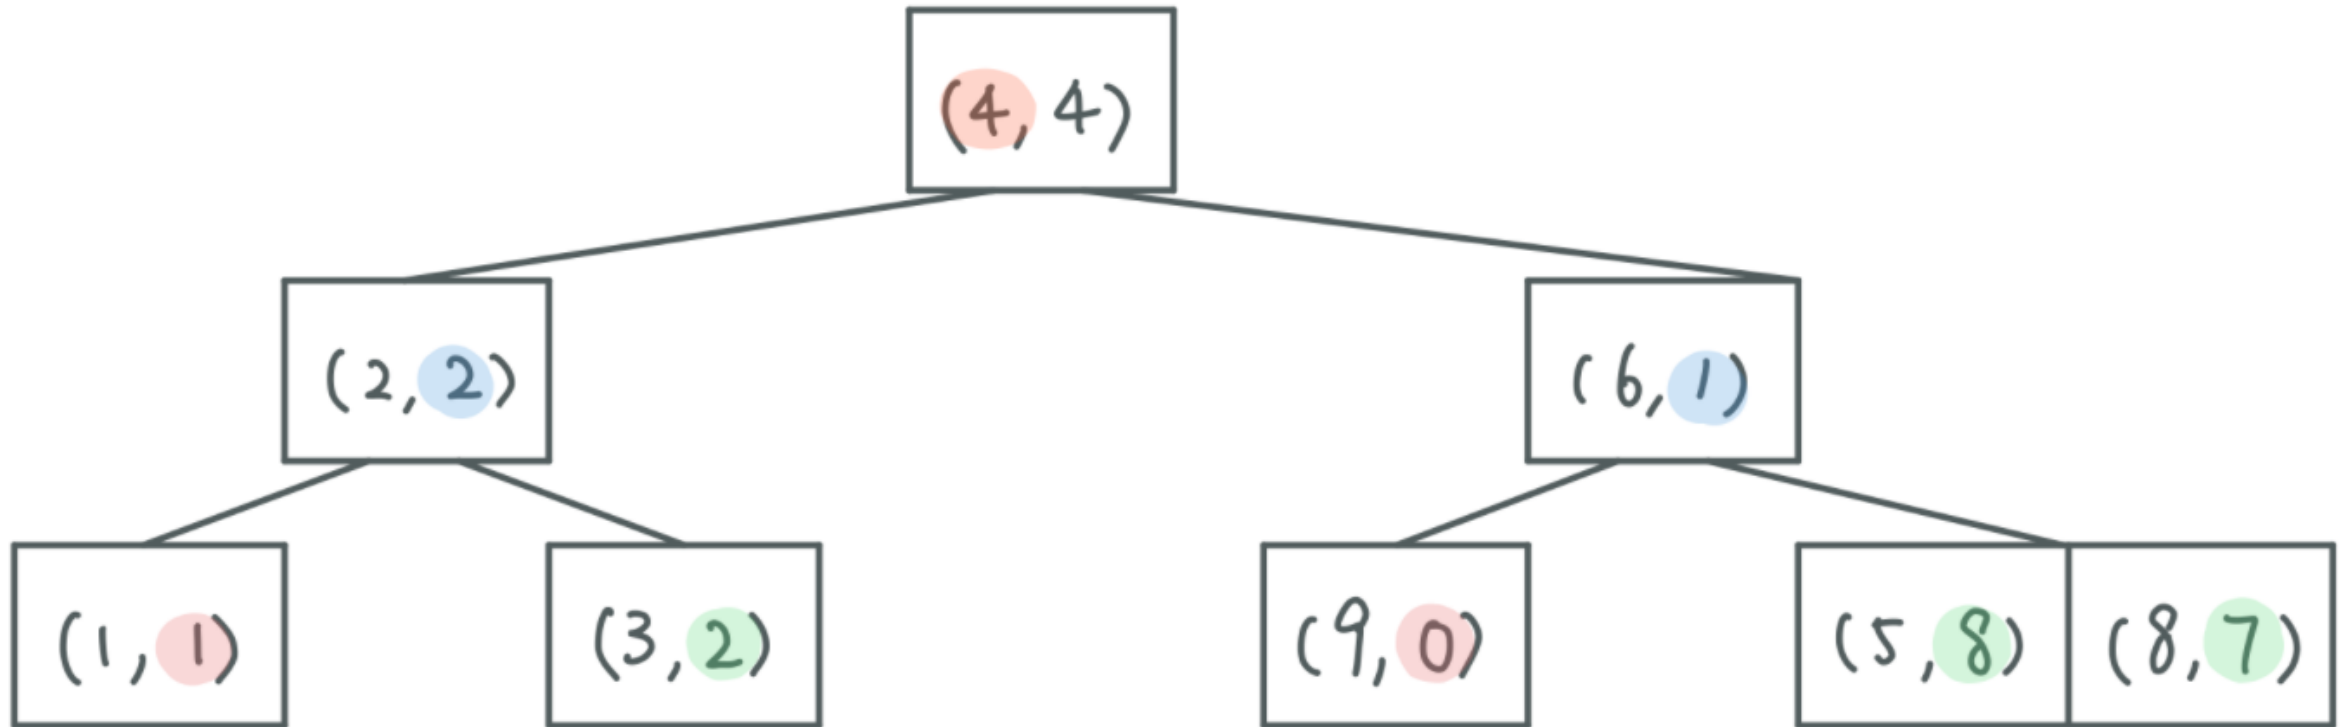 (4, 4)
(2, 2) (6, 1)
(1, 1) (3, 2) (9, 0) (5, 8) (8, 7)